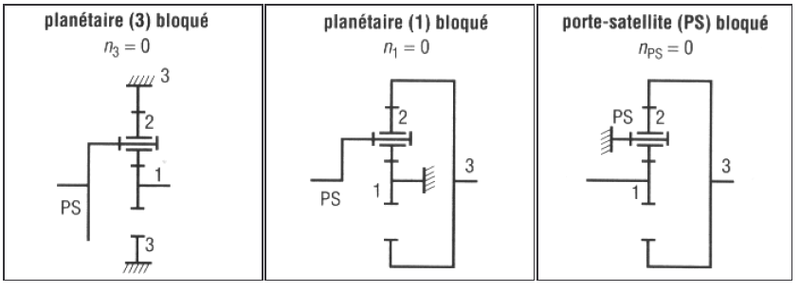 planétaire (3) bloqué
n₃ = 0
3
2
1
PS
3
planétaire (1) bloqué
n₁ = 0
2
3
1
PS
porte-satellite (PS) bloqué
nPS = 0
PS 2
3
1